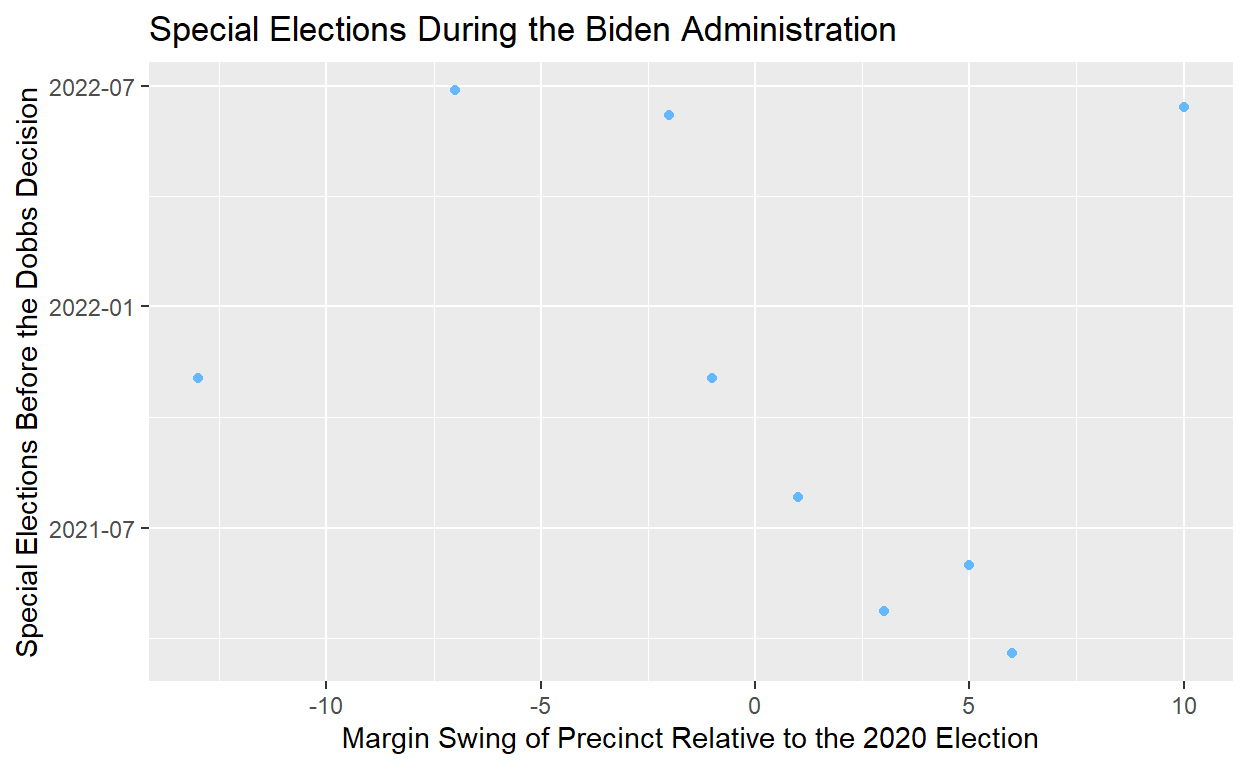 Special Elections During the Biden Administration
Special Elections Before the Dobbs Decision
2022-07
2022-01
2021-07
-10
-5
0
5
10
Margin Swing of Precinct Relative to the 2020 Election